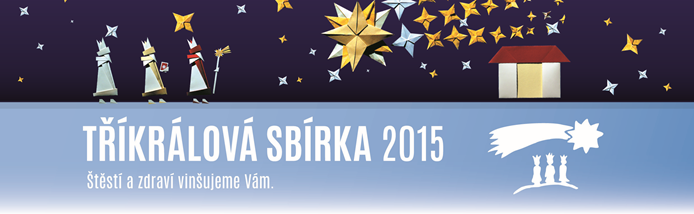 TŘÍKRÁLOVÁ SBÍRKA 2015
Štěstí a zdraví vinšujeme Vám.